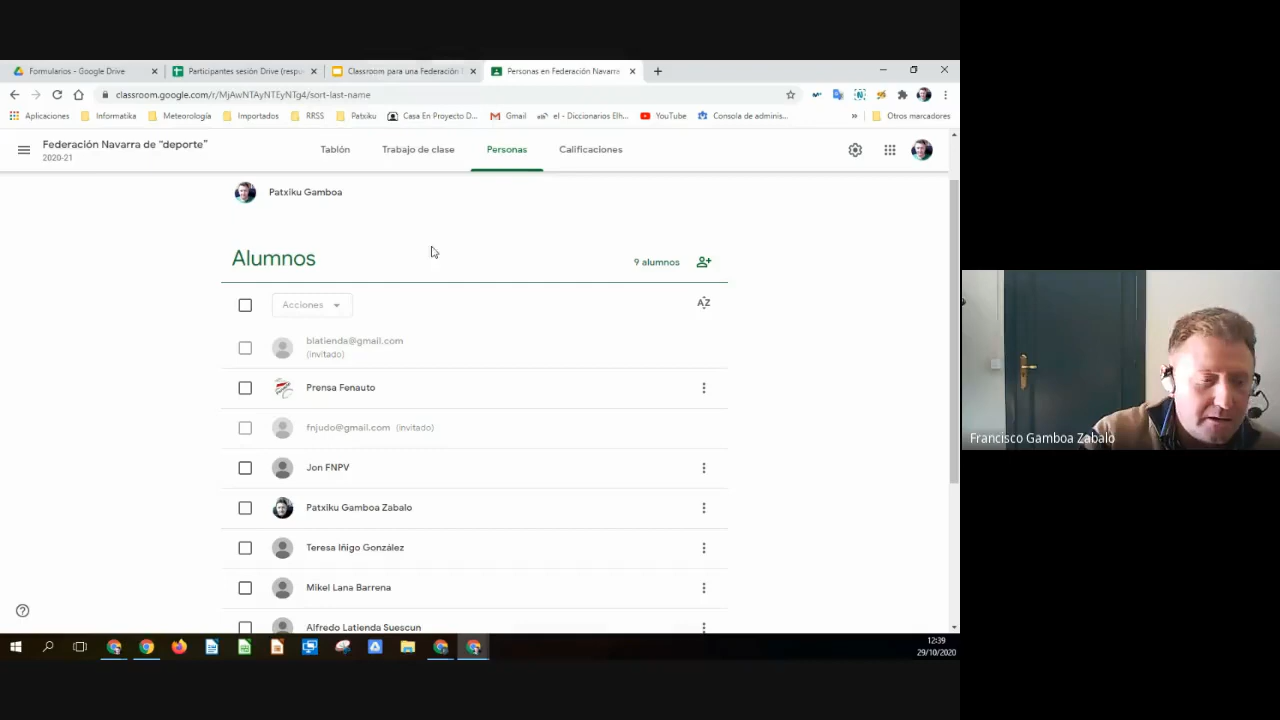 Formularios - Google Drive
Participantes sesión Drive (respu
Classroom para una Federación
Personas en Federación Navarra
classroom.google.com/r/MjAwNTAyNTEyNTg4/sort-last-name
Aplicaciones
Informatika
Meteorología
Importados
RRSS
Patxiku
Casa En Proyecto D...
Gmail
el - Diccionarios Elh...
YouTube
Consola de adminis...
»
Otros marcadores
Federación Navarra de "deporte"
2020-21
Tablón
Trabajo de clase
Personas
Calificaciones
Patxiku Gamboa
Alumnos
9 alumnos
Acciones
AZ
blatienda@gmail.com
(invitado)
Prensa Fenauto
fnjudo@gmail.com (invitado)
Jon FNPV
Patxiku Gamboa Zabalo
Teresa Iñigo González
Mikel Lana Barrena
Alfredo Latienda Suescun
12:39
29/10/2020
Francisco Gamboa Zabalo